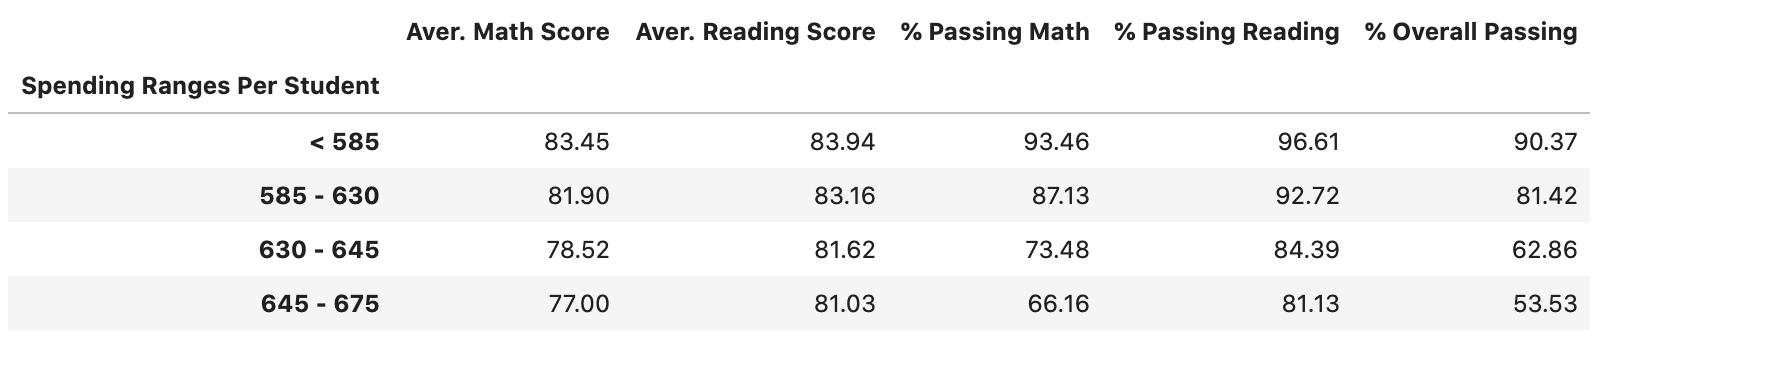 Aver. Math Score Aver. Reading Score % Passing Math % Passing Reading % Overall Passing
Spending Ranges Per Student
< 585 83.45 83.94 93.46 96.61 90.37
585 - 630 81.90 83.16 87.13 92.72 81.42
630 - 645 78.52 81.62 73.48 84.39 62.86
645 - 675 77.00 81.03 66.16 81.13 53.53